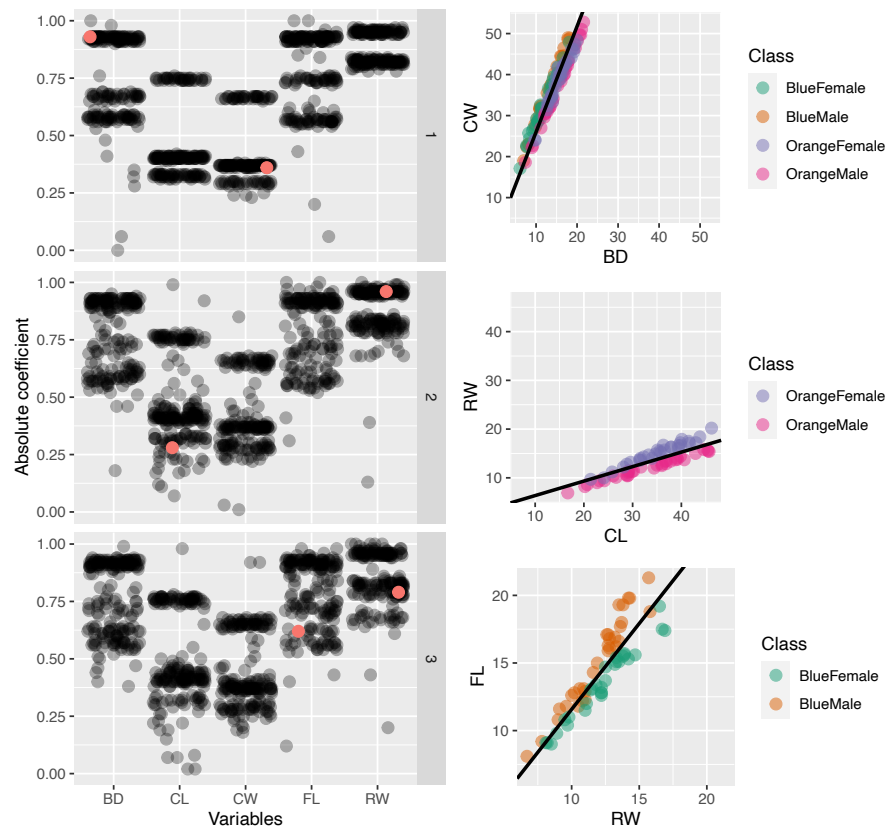 Absolute coefficient
1.00
0.75
0.50
0.25
0.00
1
1.00
0.75
0.50
0.25
0.00
2
1.00
0.75
0.50
0.25
0.00
3
BD CL CW FL RW
Variables
CW
50
40
30
20
10
10 20 30 40 50
BD
Class
BlueFemale
BlueMale
OrangeFemale
OrangeMale
RW
40
30
20
10
10 20 30 40
CL
Class
OrangeFemale
OrangeMale
FL
20
15
10
10 15 20
RW
Class
BlueFemale
BlueMale